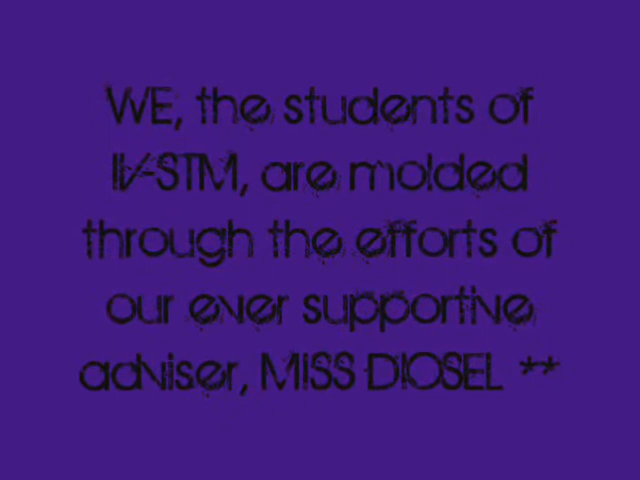 WE, the students of
IV-STM, are molded
through the efforts of
our ever supportive
adviser, MISS DIOSEL **